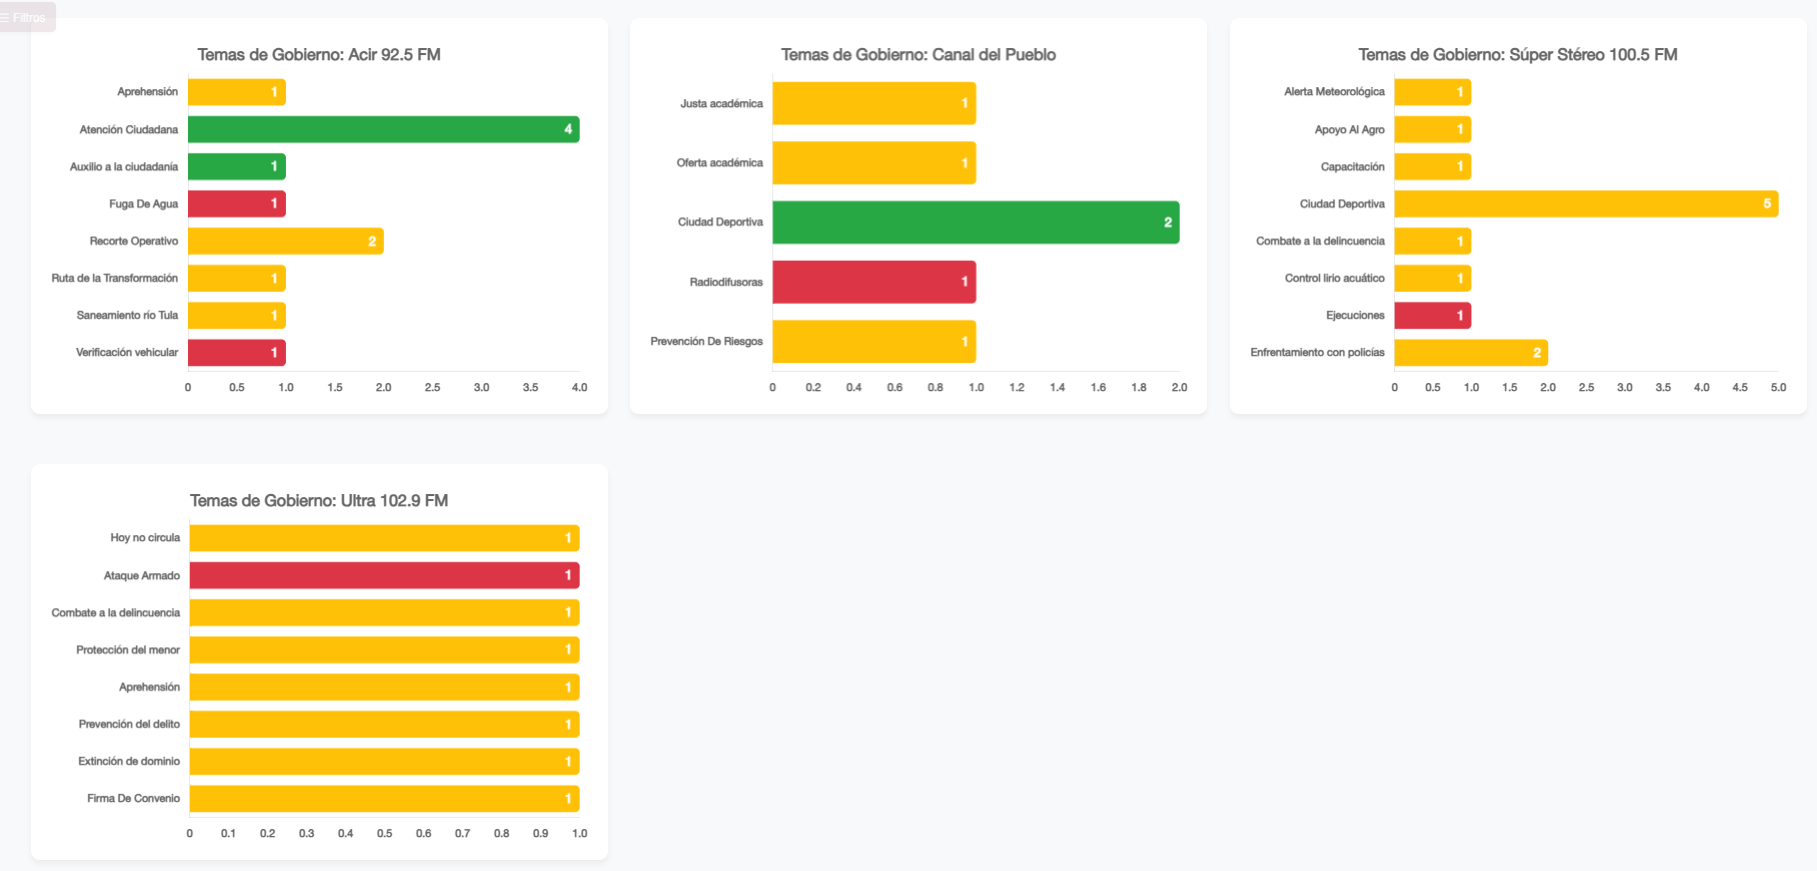 ☰ Filtros
Temas de Gobierno: Acir 92.5 FM
Aprehensión 1
Atención Ciudadana 4
Auxilio a la ciudadanía 1
Fuga De Agua 1
Recorte Operativo 2
Ruta de la Transformación 1
Saneamiento río Tula 1
Verificación vehicular 1
0 0.5 1.0 1.5 2.0 2.5 3.0 3.5 4.0
Temas de Gobierno: Canal del Pueblo
Justa académica 1
Oferta académica 1
Ciudad Deportiva 2
Radiodifusoras 1
Prevención De Riesgos 1
0 0.2 0.4 0.6 0.8 1.0 1.2 1.4 1.6 1.8 2.0
Temas de Gobierno: Súper Stéreo 100.5 FM
Alerta Meteorológica 1
Apoyo Al Agro 1
Capacitación 1
Ciudad Deportiva 5
Combate a la delincuencia 1
Control lirio acuático 1
Ejecuciones 1
Enfrentamiento con policías 2
0 0.5 1.0 1.5 2.0 2.5 3.0 3.5 4.0 4.5 5.0
Temas de Gobierno: Ultra 102.9 FM
Hoy no circula 1
Ataque Armado 1
Combate a la delincuencia 1
Protección del menor 1
Aprehensión 1
Prevención del delito 1
Extinción de dominio 1
Firma De Convenio 1
0 0.1 0.2 0.3 0.4 0.5 0.6 0.7 0.8 0.9 1.0